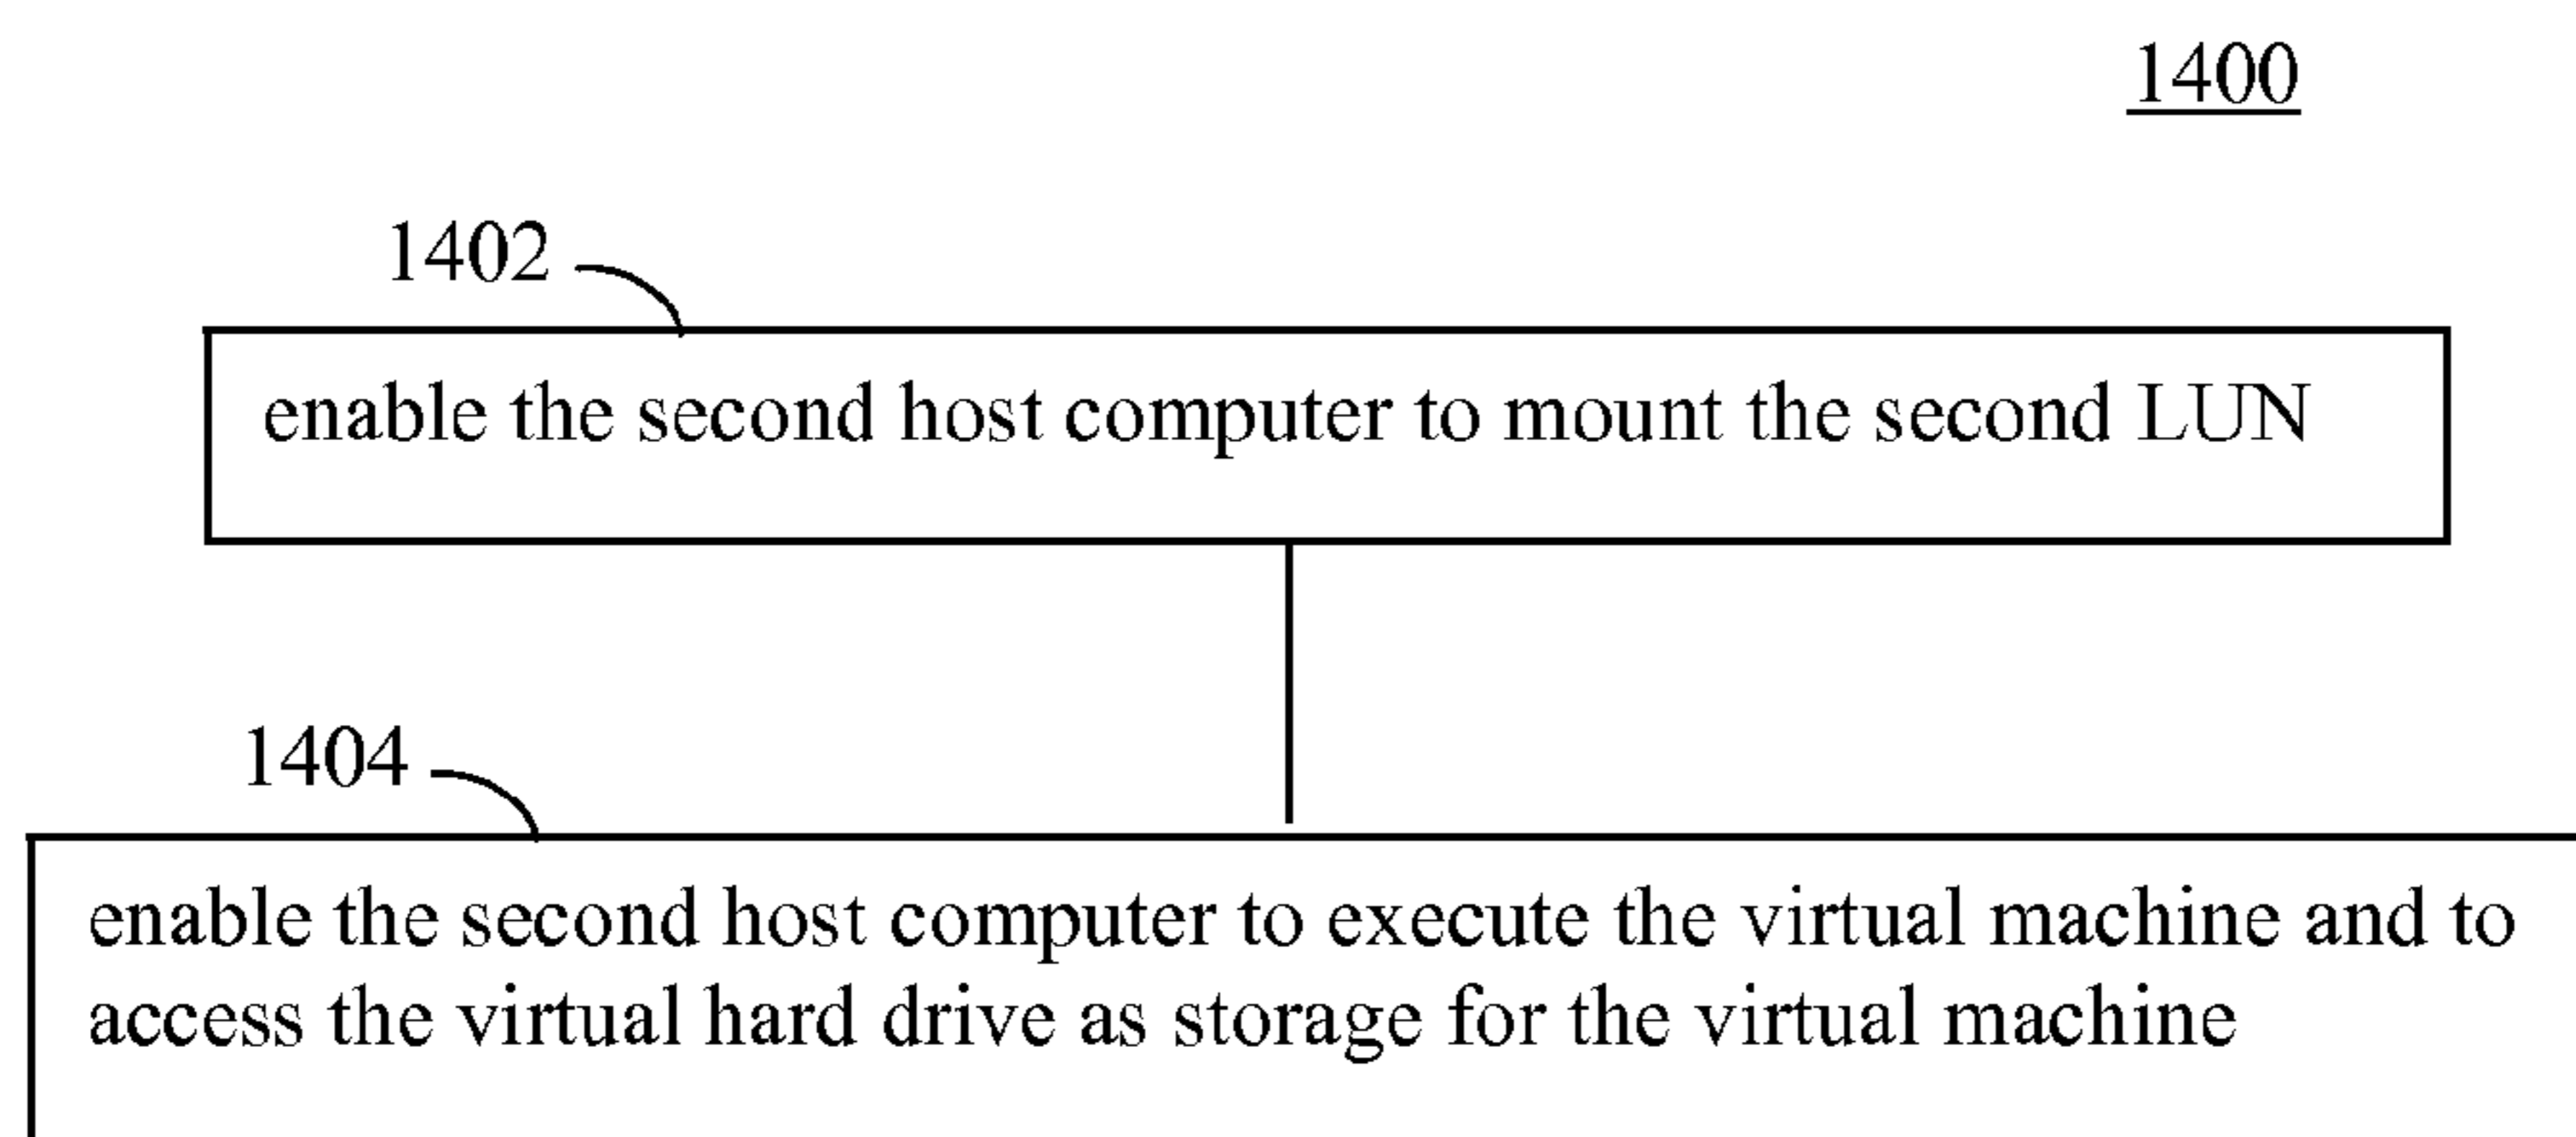 1400
1402
enable the second host computer to mount the second LUN
1404
enable the second host computer to execute the virtual machine and to
access the virtual hard drive as storage for the virtual machine